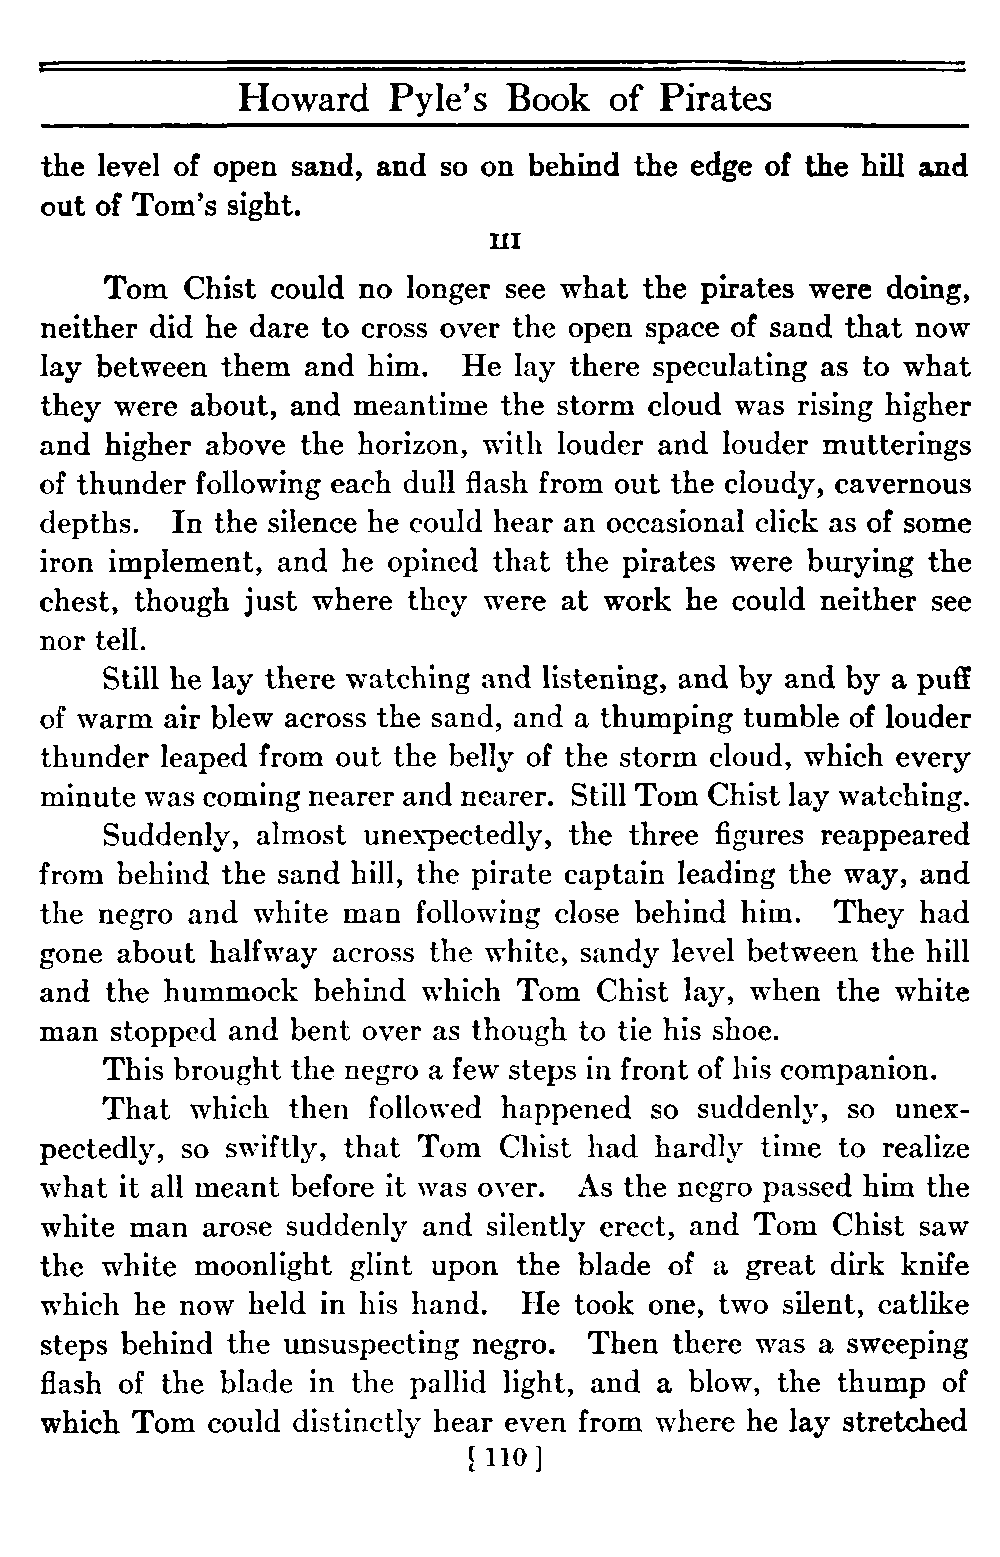 Howard Pyle's Book of Pirates
the level of open sand, and so on behind the edge of the hill and
out of Tom's sight.
III
Tom Chist could no longer see what the pirates were doing,
neither did he dare to cross over the open space of sand that now
lay between them and him. He lay there speculating as to what
they were about, and meantime the storm cloud was rising higher
and higher above the horizon, with louder and louder mutterings
of thunder following each dull flash from out the cloudy, cavernous
depths. In the silence he could hear an occasional click as of some
iron implement, and he opined that the pirates were burying the
chest, though just where they were at work he could neither see
nor tell.
Still he lay there watching and listening, and by and by a puff
of warm air blew across the sand, and a thumping tumble of louder
thunder leaped from out the belly of the storm cloud, which every
minute was coming nearer and nearer. Still Tom Chist lay watching.
Suddenly, almost unexpectedly, the three figures reappeared
from behind the sand hill, the pirate captain leading the way, and
the negro and white man following close behind him. They had
gone about halfway across the white, sandy level between the hill
and the hummock behind which Tom Chist lay, when the white
man stopped and bent over as though to tie his shoe.
This brought the negro a few steps in front of his companion.
That which then followed happened so suddenly, so unex-
pectedly, so swiftly, that Tom Chist had hardly time to realize
what it all meant before it was over. As the negro passed him the
white man arose suddenly and silently erect, and Tom Chist saw
the white moonlight glint upon the blade of a great dirk knife
which he now held in his hand. He took one, two silent, catlike
steps behind the unsuspecting negro. Then there was a sweeping
flash of the blade in the pallid light, and a blow, the thump of
which Tom could distinctly hear even from where he lay stretched
[ 110 ]